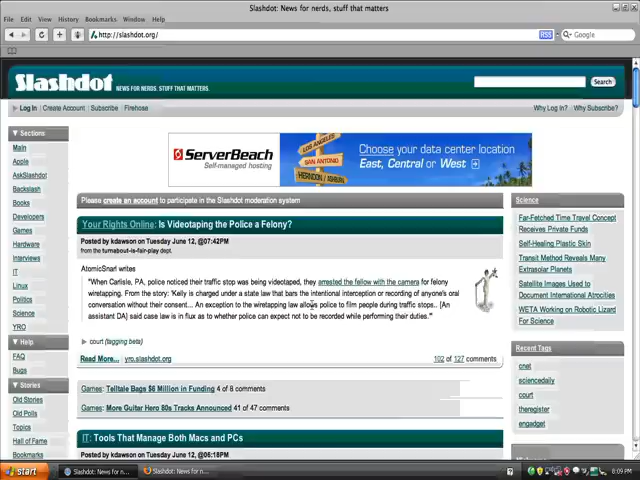 Slashdot: News for nerds, stuff that matters
File Edit View History Bookmarks Window Help
http://slashdot.org/
RSS
Google
Slashdot NEWS FOR NERDS. STUFF THAT MATTERS.
Search
Log In Create Account Subscribe Firehose
Why Log In? Why Subscribe?
Sections
Main
Apple
AskSlashdot
Backslash
Books
Developers
Games
Hardware
Interviews
IT
Linux
Politics
Science
YRO
Help
FAQ
Bugs
Stories
Old Stories
Old Polls
Topics
Hall of Fame
Bookmarks
ServerBeach
Self-managed hosting
LOS ANGELES
SAN ANTONIO
HERNDON / ASHBURN
Choose your data center location
East, Central or West
Please create an account to participate in the Slashdot moderation system
Your Rights Online: Is Videotaping the Police a Felony?
Posted by kdawson on Tuesday June 12, @07:42PM
from the turnabout-is-fair-play dept.
AtomicSnarl writes
"When Carlisle, PA, police noticed their traffic stop was being videotaped, they arrested the fellow with the camera for felony
wiretapping. From the story: 'Kelly is charged under a state law that bars the intentional interception or recording of anyone's oral
conversation without their consent... An exception to the wiretapping law allows police to film people during traffic stops.. [An
assistant DA] said case law is in flux as to whether police can expect not to be recorded while performing their duties.'"
court (tagging beta)
Read More... yro.slashdot.org
102 of 127 comments
Games: Telltale Bags $6 Million in Funding 4 of 8 comments
Games: More Guitar Hero 80s Tracks Announced 41 of 47 comments
IT: Tools That Manage Both Macs and PCs
Posted by kdawson on Tuesday June 12, @06:18PM
Science
Far-Fetched Time Travel Concept
Receives Private Funds
Self-Healing Plastic Skin
Transit Method Reveals Many
Extrasolar Planets
Satellite Images Used to
Document International Atrocities
WETA Working on Robotic Lizard
For Science
Recent Tags
cnet
sciencedaily
court
theregister
engadget
start
Slashdot: News for n...
Slashdot: News for n...
8:09 PM